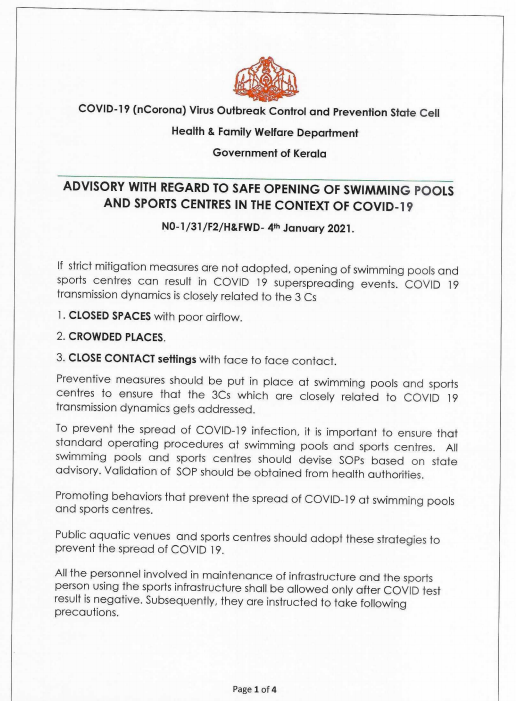 COVID-19 (nCorona) Virus Outbreak Control and Prevention State Cell
Health & Family Welfare Department
Government of Kerala
ADVISORY WITH REGARD TO SAFE OPENING OF SWIMMING POOLS
AND SPORTS CENTRES IN THE CONTEXT OF COVID-19
N0-1/31/F2/H&FWD- 4th January 2021.
If strict mitigation measures are not adopted, opening of swimming pools and
sports centres can result in COVID 19 superspreading events. COVID 19
transmission dynamics is closely related to the 3 Cs
1. CLOSED SPACES with poor airflow.
2. CROWDED PLACES.
3. CLOSE CONTACT settings with face to face contact.
Preventive measures should be put in place at swimming pools and sports
centres to ensure that the 3Cs which are closely related to COVID 19
transmission dynamics gets addressed.
To prevent the spread of COVID-19 infection, it is important to ensure that
standard operating procedures at swimming pools and sports centres. All
swimming pools and sports centres should devise SOPs based on state
advisory. Validation of SOP should be obtained from health authorities.
Promoting behaviors that prevent the spread of COVID-19 at swimming pools
and sports centres.
Public aquatic venues and sports centres should adopt these strategies to
prevent the spread of COVID 19.
All the personnel involved in maintenance of infrastructure and the sports
person using the sports infrastructure shall be allowed only after COVID test
result is negative. Subsequently, they are instructed to take following
precautions.
Page 1 of 4